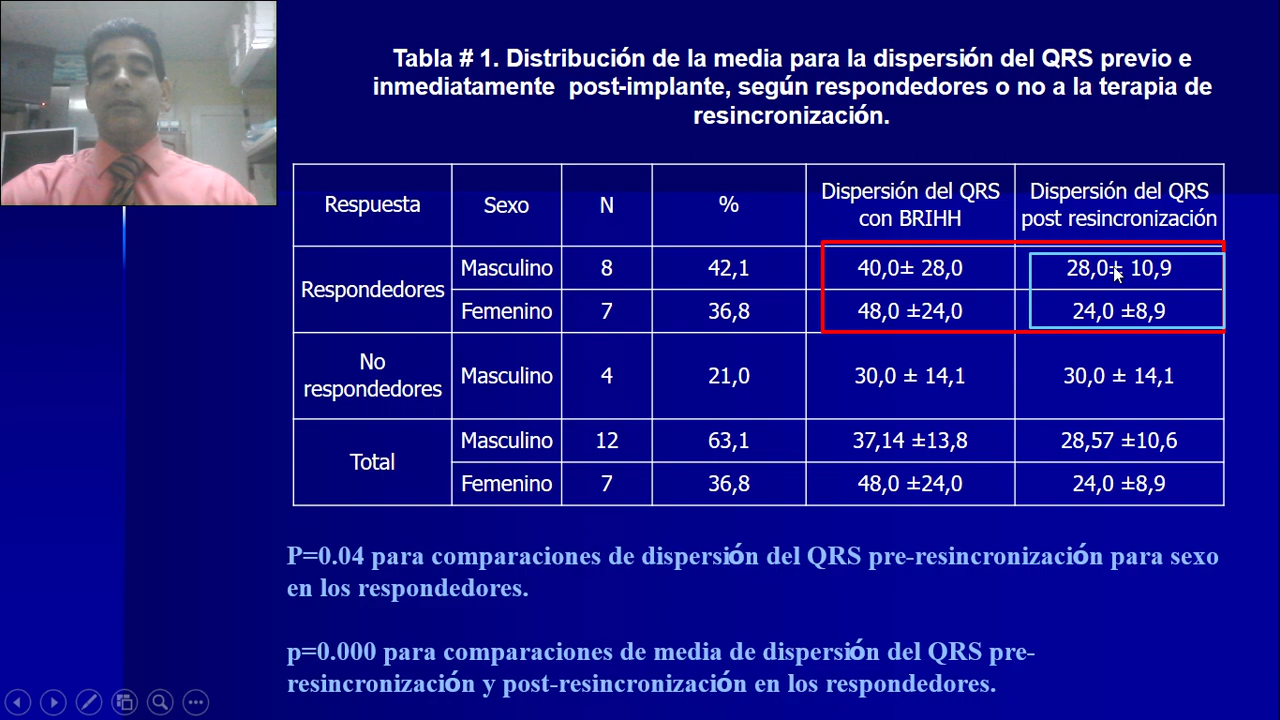 Tabla # 1. Distribución de la media para la dispersión del QRS previo e
inmediatamente post-implante, según respondedores o no a la terapia de
resincronización.
Respuesta Sexo N % Dispersión del QRS con BRIHH Dispersión del QRS post resincronización
Respondedores Masculino 8 42,1 40,0± 28,0 28,0± 10,9
Femenino 7 36,8 48,0 ±24,0 24,0 ±8,9
No respondedores Masculino 4 21,0 30,0 ± 14,1 30,0 ± 14,1
Total Masculino 12 63,1 37,14 ±13,8 28,57 ±10,6
Femenino 7 36,8 48,0 ±24,0 24,0 ±8,9
P=0.04 para comparaciones de dispersión del QRS pre-resincronización para sexo
en los respondedores.
p=0.000 para comparaciones de media de dispersión del QRS pre-
resincronización y post-resincronización en los respondedores.